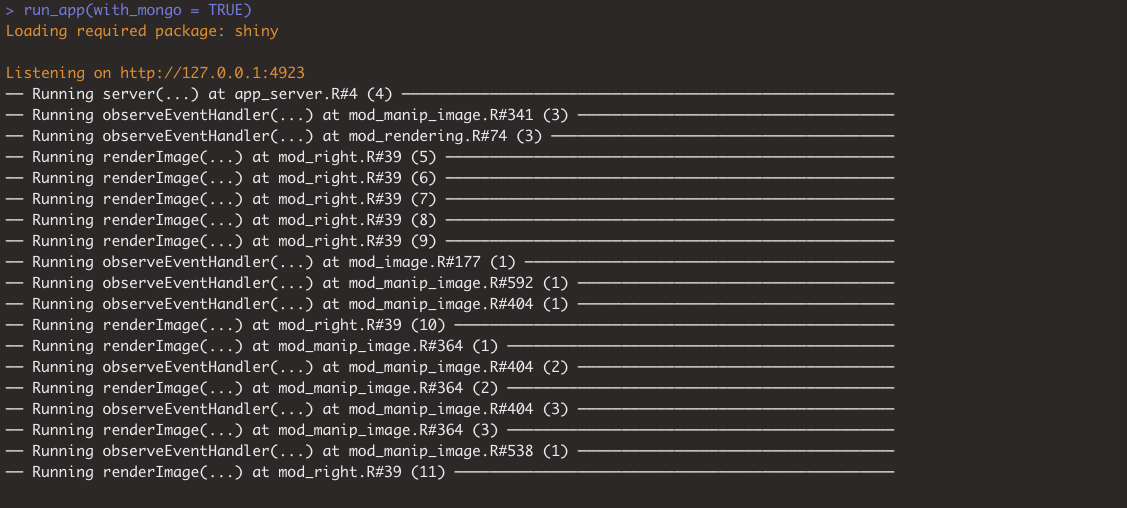 > run_app(with_mongo = TRUE)
Loading required package: shiny
Listening on http://127.0.0.1:4923
── Running server(...) at app_server.R#4 (4) ──────────────────────────────
── Running observeEventHandler(...) at mod_manip_image.R#341 (3) ──────────────────────────────
── Running observeEventHandler(...) at mod_rendering.R#74 (3) ──────────────────────────────
── Running renderImage(...) at mod_right.R#39 (5) ──────────────────────────────
── Running renderImage(...) at mod_right.R#39 (6) ──────────────────────────────
── Running renderImage(...) at mod_right.R#39 (7) ──────────────────────────────
── Running renderImage(...) at mod_right.R#39 (8) ──────────────────────────────
── Running renderImage(...) at mod_right.R#39 (9) ──────────────────────────────
── Running observeEventHandler(...) at mod_image.R#177 (1) ──────────────────────────────
── Running observeEventHandler(...) at mod_manip_image.R#592 (1) ──────────────────────────────
── Running observeEventHandler(...) at mod_manip_image.R#404 (1) ──────────────────────────────
── Running renderImage(...) at mod_right.R#39 (10) ──────────────────────────────
── Running renderImage(...) at mod_manip_image.R#364 (1) ──────────────────────────────
── Running observeEventHandler(...) at mod_manip_image.R#404 (2) ──────────────────────────────
── Running renderImage(...) at mod_manip_image.R#364 (2) ──────────────────────────────
── Running observeEventHandler(...) at mod_manip_image.R#404 (3) ──────────────────────────────
── Running renderImage(...) at mod_manip_image.R#364 (3) ──────────────────────────────
── Running observeEventHandler(...) at mod_manip_image.R#538 (1) ──────────────────────────────
── Running renderImage(...) at mod_right.R#39 (11) ──────────────────────────────